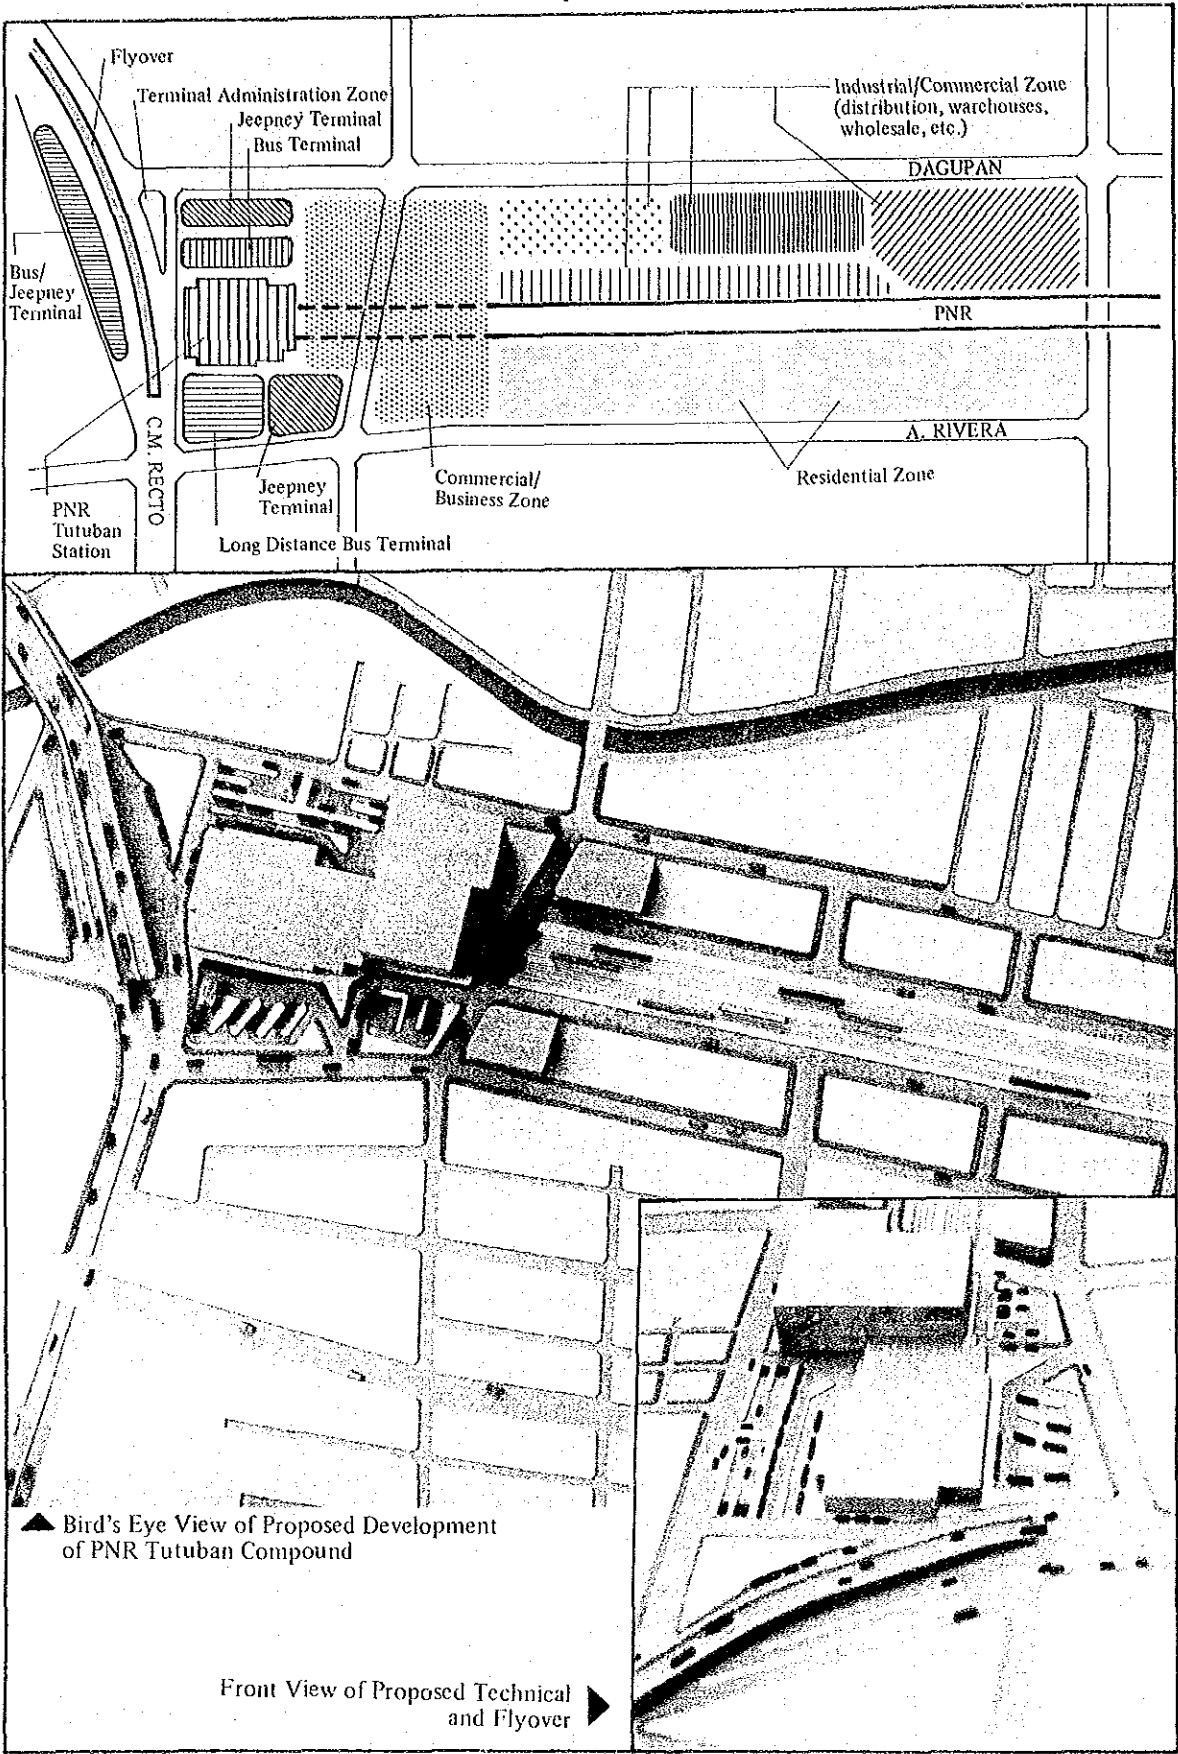 Flyover
Terminal Administration Zone
Jeepney Terminal
Bus Terminal
Industrial/Commercial Zone
(distribution, warchouses,
wholesale, etc.)
DAGUPAN
Bus/
Jeepney
Terminal
PNR
A. RIVERA
C.M. RECTO
Commercial/
Business Zone
Residential Zone
Jeepney
Terminal
PNR
Tutuban
Station
Long Distance Bus Terminal
Bird's Eye View of Proposed Development
of PNR Tutuban Compound
Front View of Proposed Technical
and Flyover